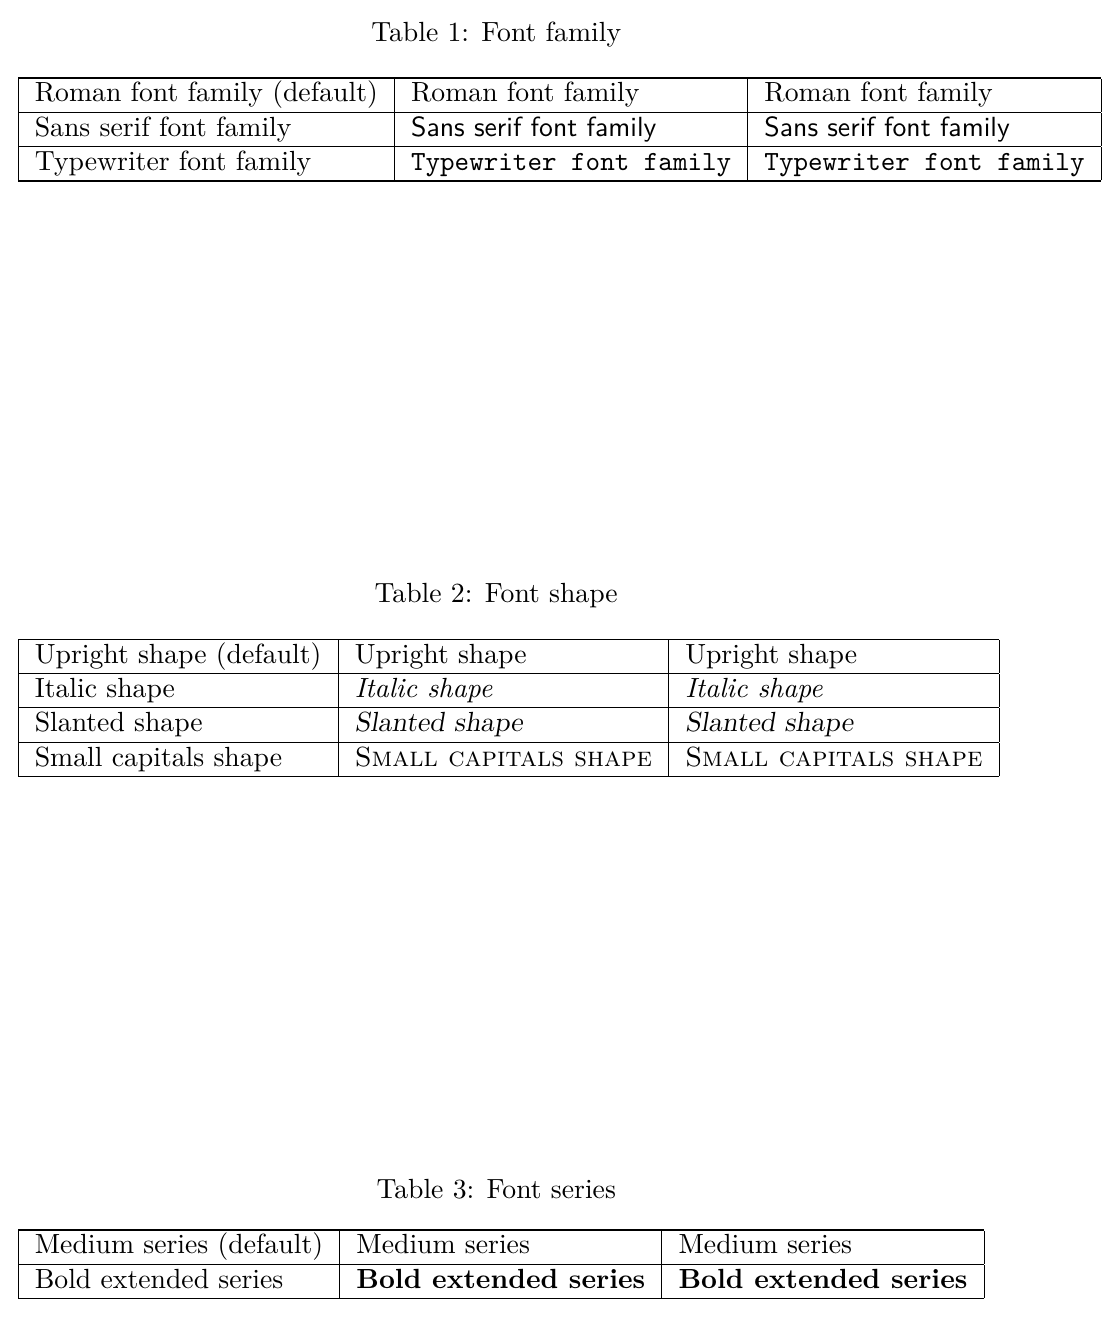 Table 1: Font family
Roman font family (default) Roman font family Roman font family
Sans serif font family Sans serif font family Sans serif font family
Typewriter font family Typewriter font family Typewriter font family
Table 2: Font shape
Upright shape (default) Upright shape Upright shape
Italic shape Italic shape Italic shape
Slanted shape Slanted shape Slanted shape
Small capitals shape Small capitals shape Small capitals shape
Table 3: Font series
Medium series (default) Medium series Medium series
Bold extended series Bold extended series Bold extended series